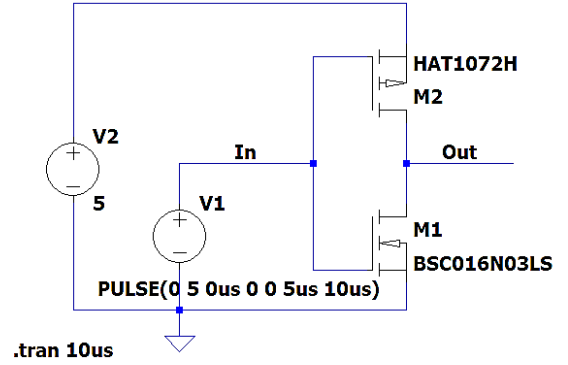 HAT1072H
M2
V2
5
In
Out
V1
M1
BSC016N03LS
PULSE(0 5 0us 0 0 5us 10us)
.tran 10us